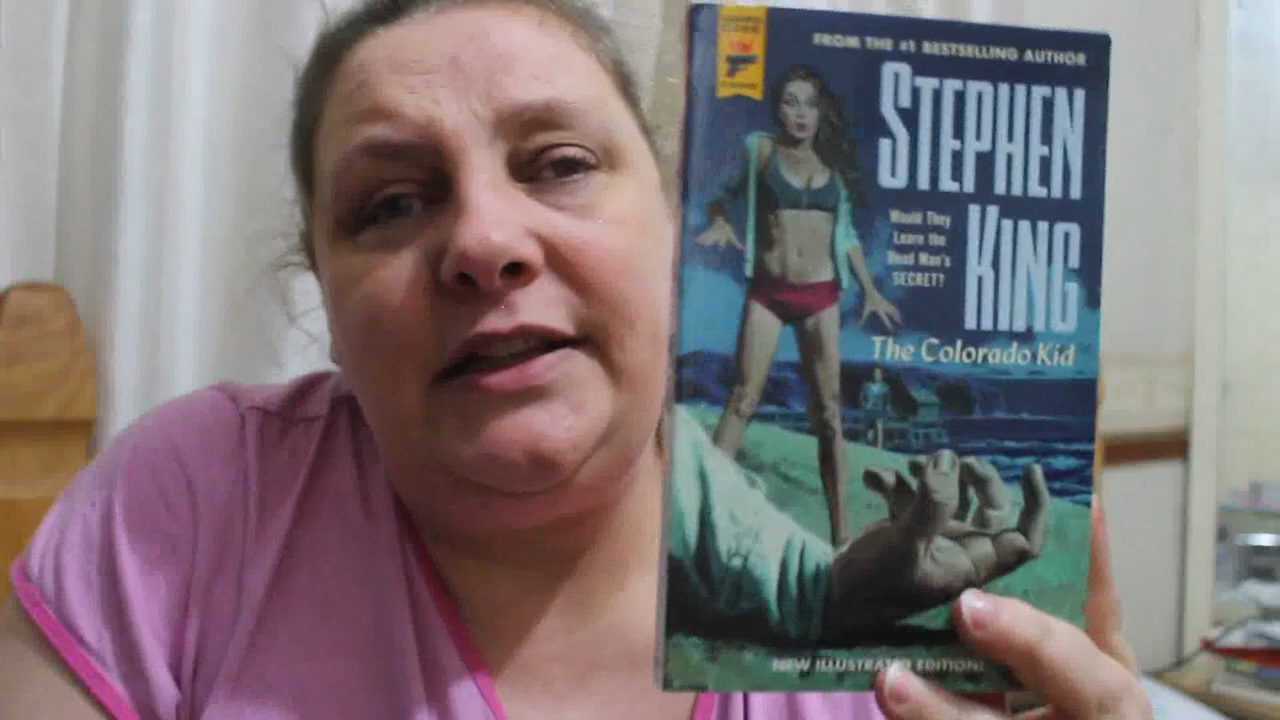 FROM THE #1 BESTSELLING AUTHOR
STEPHEN
KING
Would They
Learn the
Dead Man's
SECRET?
The Colorado Kid
NEW ILLUSTRATED EDITION!